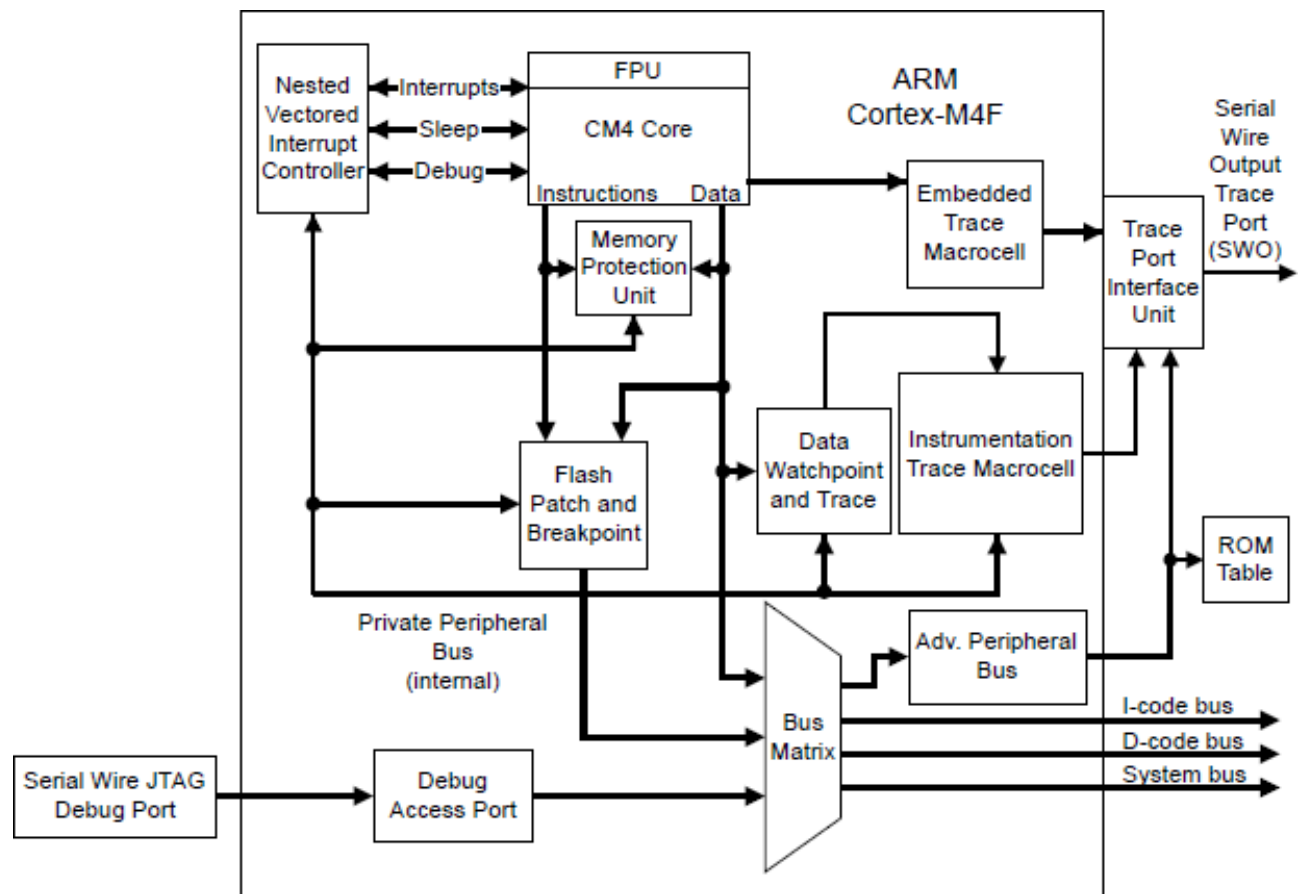 Nested
Vectored
Interrupt
Controller
Interrupts
Sleep
Debug
FPU
CM4 Core
Instructions
Data
ARM
Cortex-M4F
Memory
Protection
Unit
Embedded
Trace
Macrocell
Trace
Port
Interface
Unit
Serial
Wire
Output
Trace
Port
(SWO)
Flash
Patch and
Breakpoint
Data
Watchpoint
and Trace
Instrumentation
Trace Macrocell
ROM
Table
Private Peripheral
Bus
(internal)
Adv. Peripheral
Bus
Bus
Matrix
I-code bus
D-code bus
System bus
Serial Wire JTAG
Debug Port
Debug
Access Port